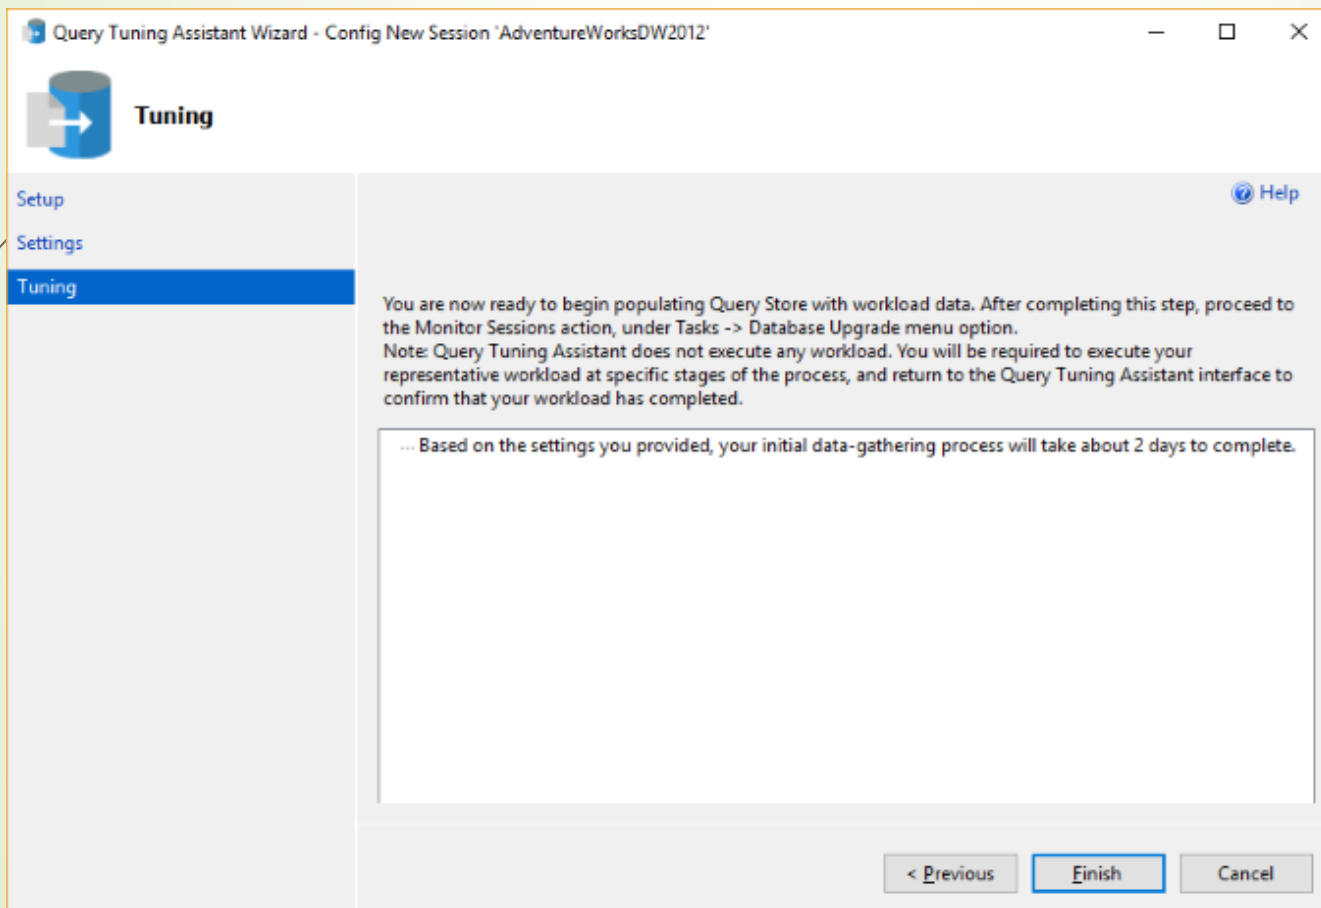 Query Tuning Assistant Wizard - Config New Session 'AdventureWorksDW2012'
Tuning
Setup
Settings
Tuning
Help
You are now ready to begin populating Query Store with workload data. After completing this step, proceed to
the Monitor Sessions action, under Tasks -> Database Upgrade menu option.
Note: Query Tuning Assistant does not execute any workload. You will be required to execute your
representative workload at specific stages of the process, and return to the Query Tuning Assistant interface to
confirm that your workload has completed.
Based on the settings you provided, your initial data-gathering process will take about 2 days to complete.
< Previous
Finish
Cancel